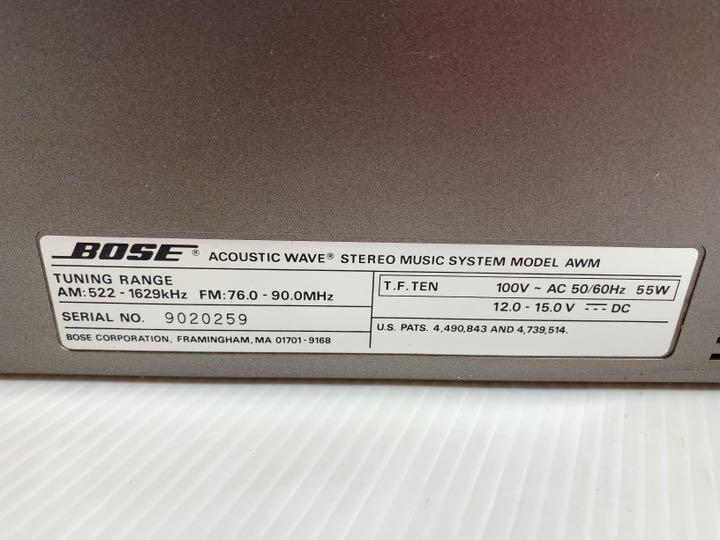 BOSE® ACOUSTIC WAVE® STEREO MUSIC SYSTEM MODEL AWM
TUNING RANGE
AM:522 - 1629kHz FM:76.0 - 90.0MHz
SERIAL NO. 9020259
BOSE CORPORATION, FRAMINGHAM, MA 01701-9168
T.F.TEN 100V ~ AC 50/60Hz 55W
12.0 - 15.0 V ⎓ DC
U.S. PATS. 4,490,843 AND 4,739,514.